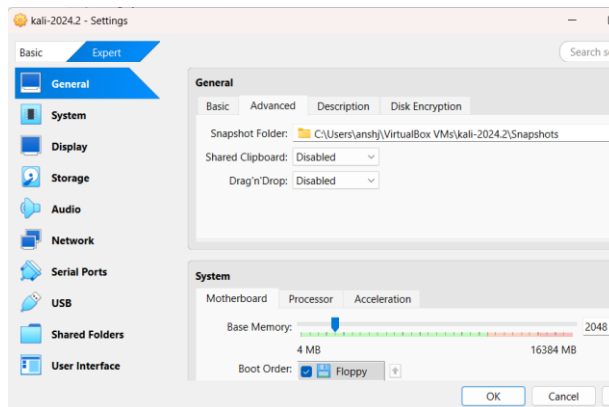 kali-2024.2 - Settings
Basic Expert
General
System
Display
Storage
Audio
Network
Serial Ports
USB
Shared Folders
User Interface
General
Basic Advanced Description Disk Encryption
Snapshot Folder: C:\Users\anshj\VirtualBox VMs\kali-2024.2\Snapshots
Shared Clipboard: Disabled
Drag'n'Drop: Disabled
System
Motherboard Processor Acceleration
Base Memory: 2048
4 MB 16384 MB
Boot Order: Floppy
OK Cancel